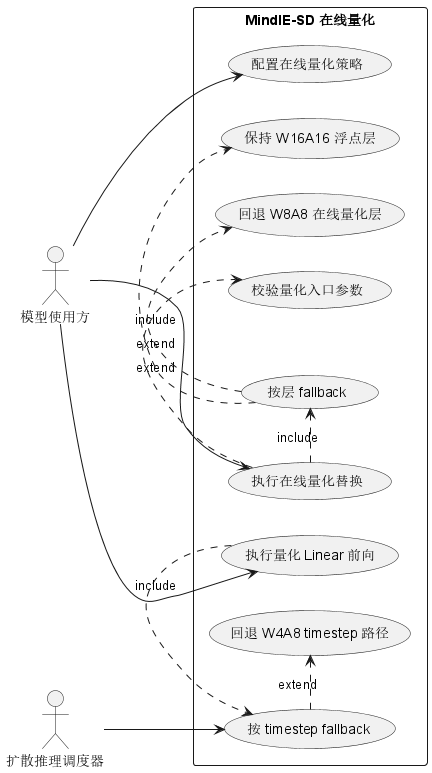 MindIE-SD 在线量化
配置在线量化策略
保持 W16A16 浮点层
回退 W8A8 在线量化层
校验量化入口参数
模型使用方
include
extend
extend
按层 fallback
include
执行在线量化替换
执行量化 Linear 前向
include
回退 W4A8 timestep 路径
extend
按 timestep fallback
扩散推理调度器